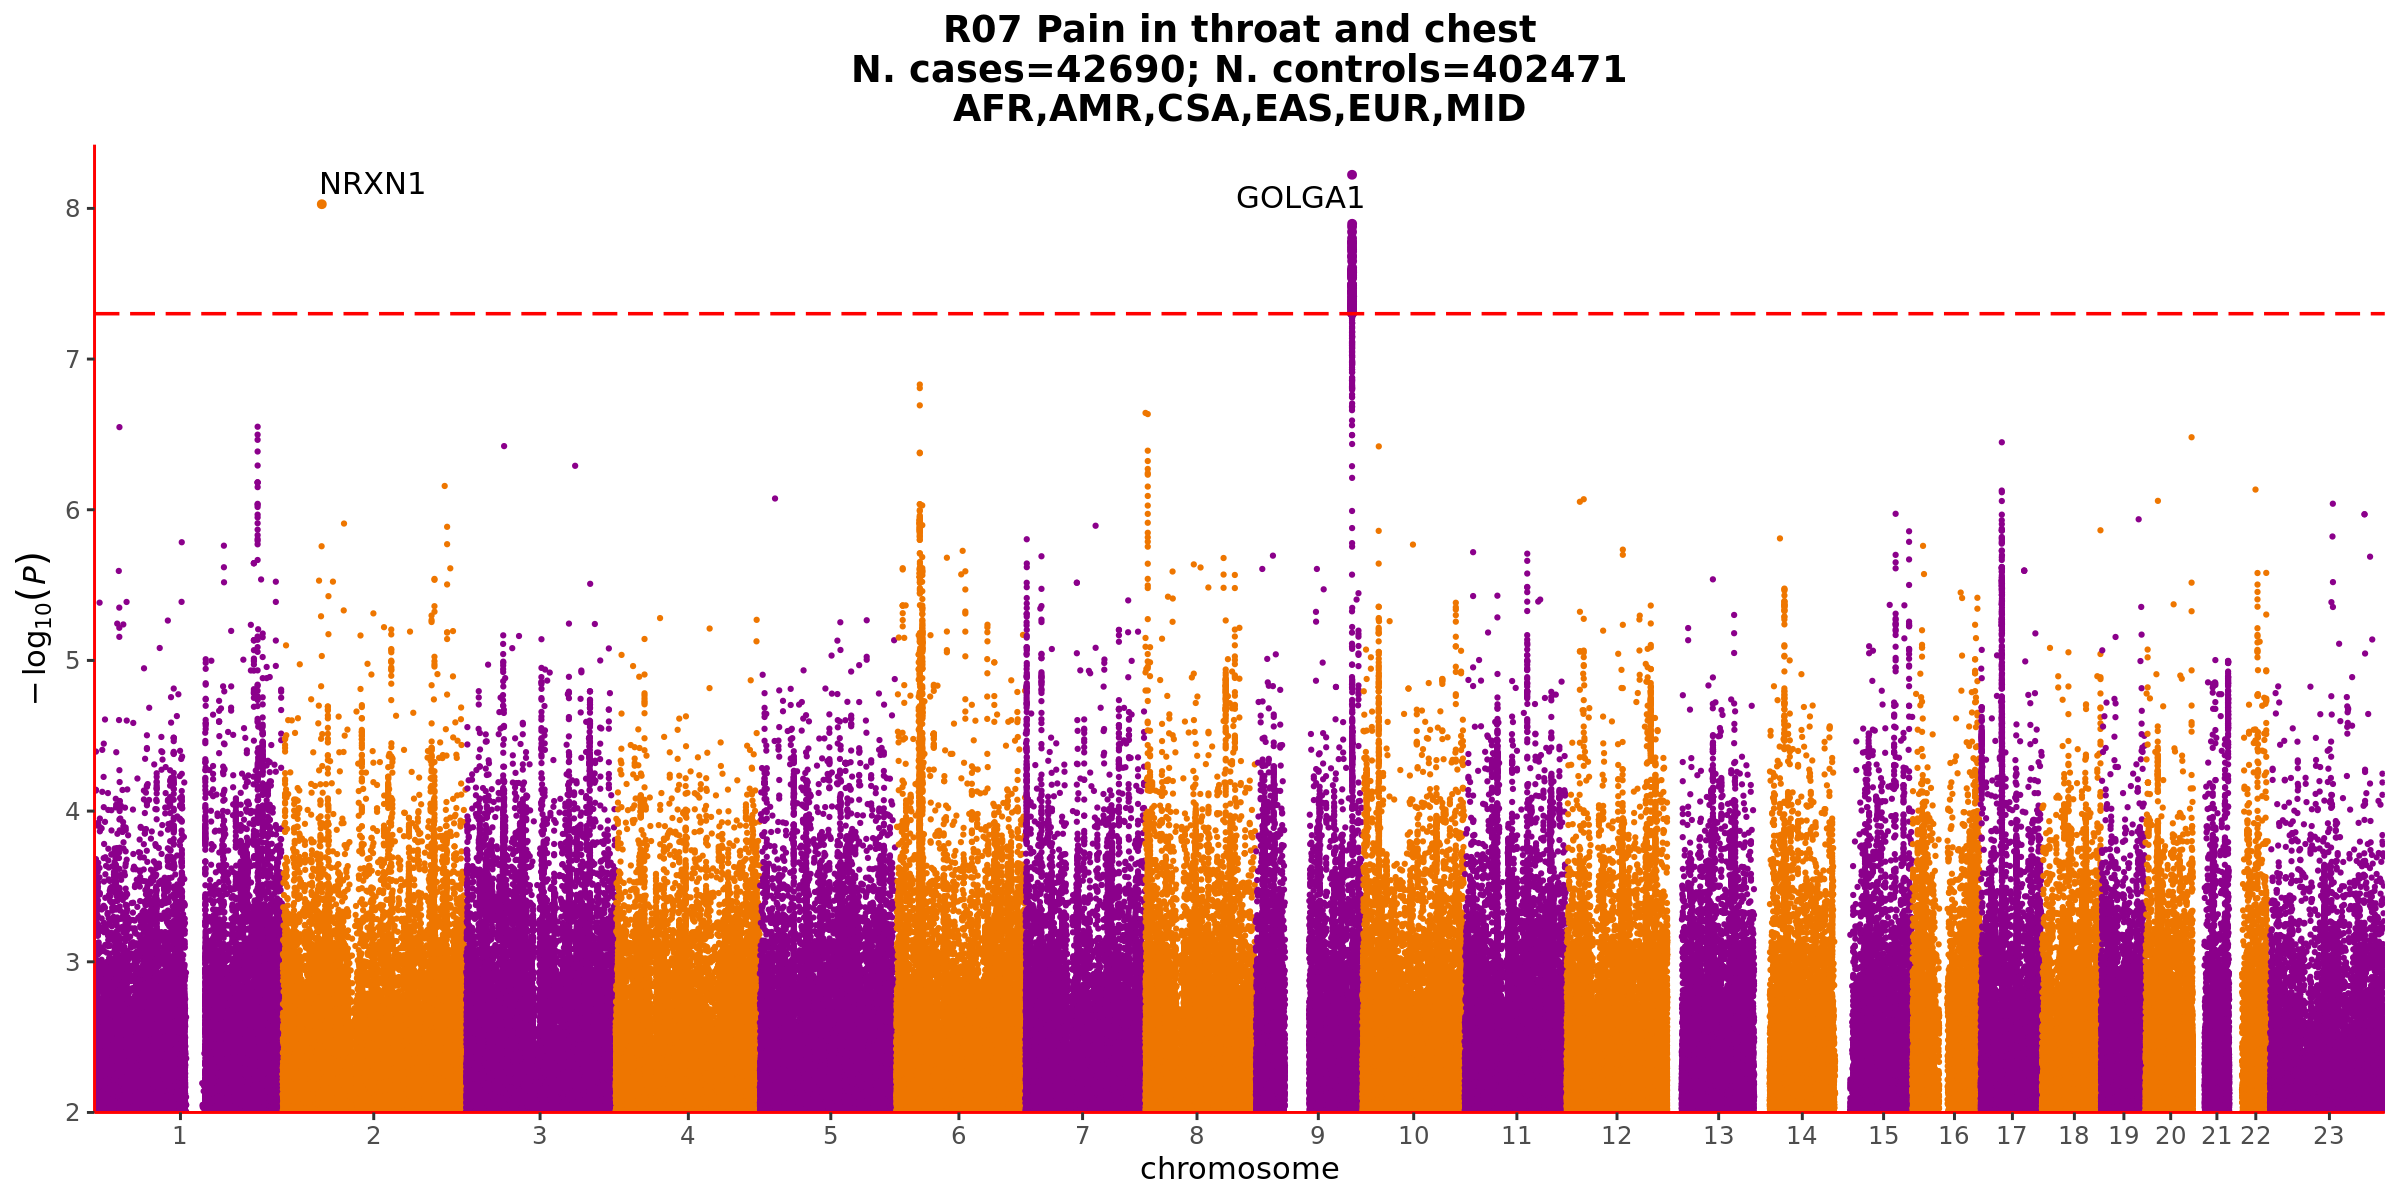 R07 Pain in throat and chest
N. cases=42690; N. controls=402471
AFR,AMR,CSA,EAS,EUR,MID
NRXN1
GOLGA1
8
7
6
5
4
3
2
−log10(P)
1 2 3 4 5 6 7 8 9 10 11 12 13 14 15 16 17 18 19 20 21 22 23
chromosome